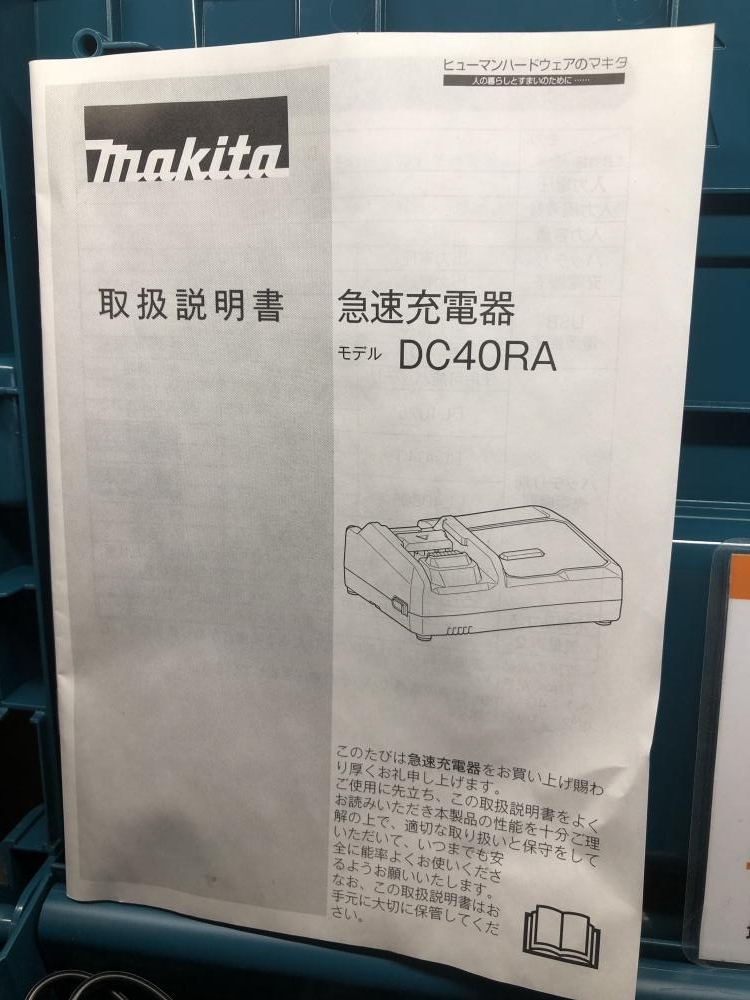 ヒューマンハードウェアのマキタ
人の暮らしとすまいのために……
makita
取扱説明書
急速充電器
モデル DC40RA
このたびは急速充電器をお買い上げ賜わ
り厚くお礼申し上げます。
ご使用に先立ち、この取扱説明書をよく
お読みいただき本製品の性能を十分ご理
解の上で、適切な取り扱いと保守をして
いただいて、いつまでも安
全に能率よくお使いくださ
るようお願いいたします。
なお、この取扱説明書はお
手元に大切に保管してくだ
さい。